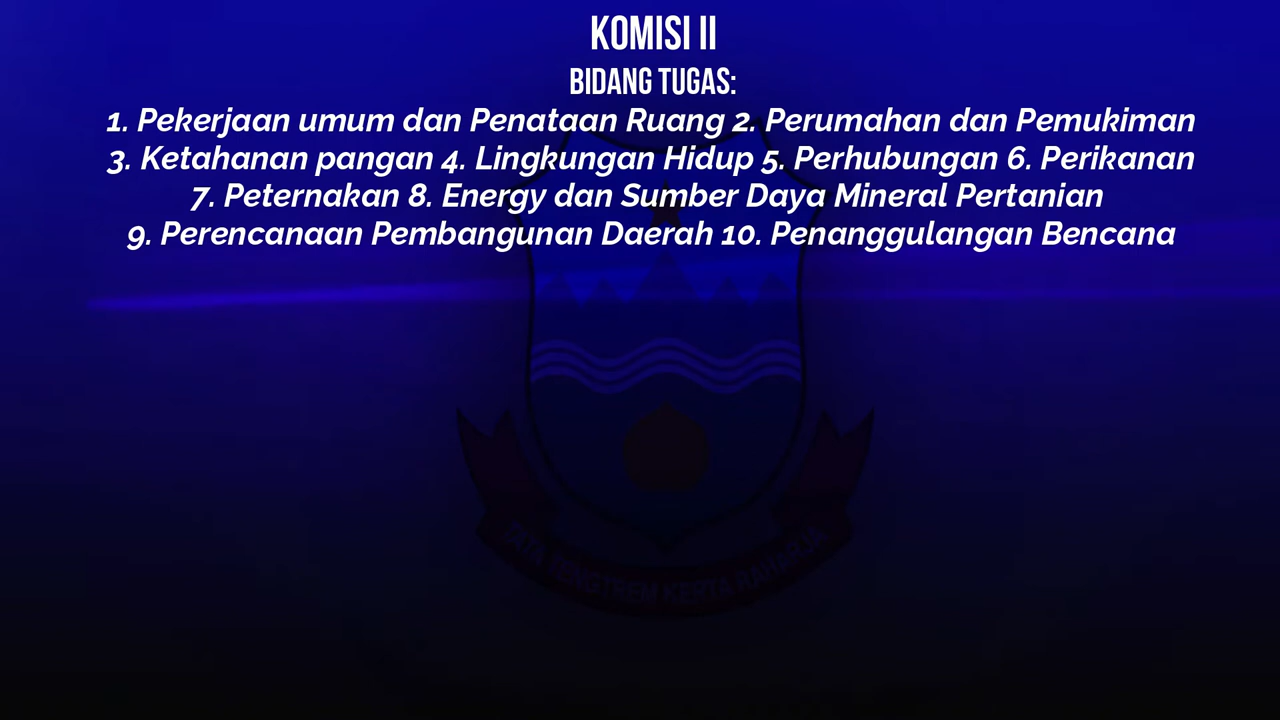 KOMISI II
BIDANG TUGAS:
1. Pekerjaan umum dan Penataan Ruang 2. Perumahan dan Pemukiman
3. Ketahanan pangan 4. Lingkungan Hidup 5. Perhubungan 6. Perikanan
7. Peternakan 8. Energy dan Sumber Daya Mineral Pertanian
9. Perencanaan Pembangunan Daerah 10. Penanggulangan Bencana
KERTA RAHARJA